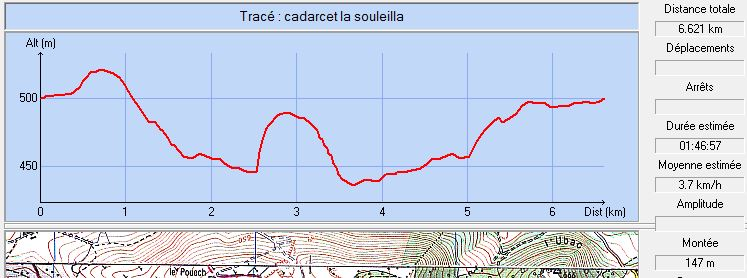 Tracé : cadarcet la souleilla
Alt (m)
500
450
0 1 2 3 4 5 6 Dist (km)
Distance totale
6.621 km
Déplacements
Arrêts
Durée estimée
01:46:57
Moyenne estimée
3.7 km/h
Amplitude
Montée
147 m
le Pouech
l'Ubac